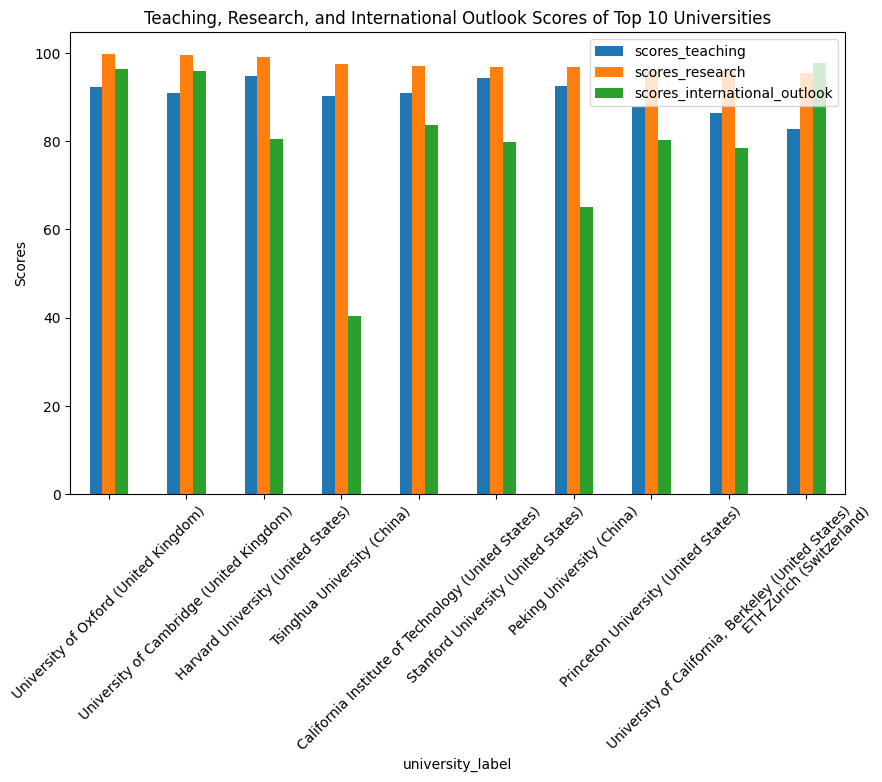 Teaching, Research, and International Outlook Scores of Top 10 Universities
scores_teaching
scores_research
scores_international_outlook
Scores
100
80
60
40
20
0
University of Oxford (United Kingdom)
University of Cambridge (United Kingdom)
Harvard University (United States)
Tsinghua University (China)
California Institute of Technology (United States)
Stanford University (United States)
Peking University (China)
Princeton University (United States)
University of California, Berkeley (United States)
ETH Zurich (Switzerland)
university_label